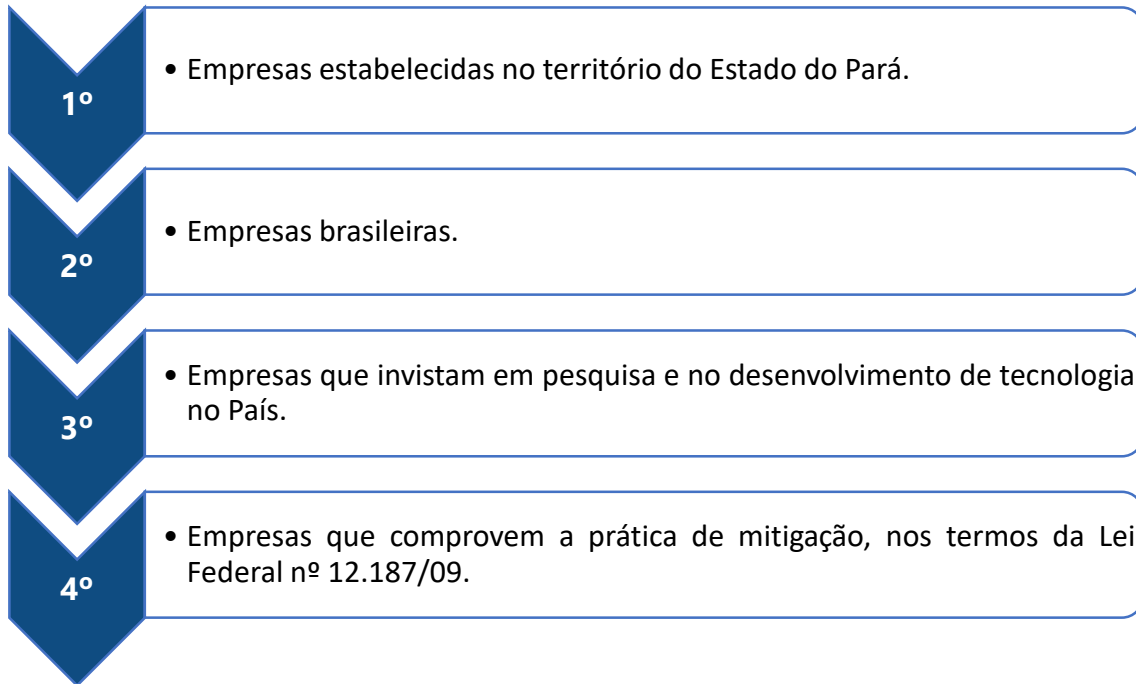 1º
• Empresas estabelecidas no território do Estado do Pará.
2º
• Empresas brasileiras.
3º
• Empresas que invistam em pesquisa e no desenvolvimento de tecnologia
no País.
4º
• Empresas que comprovem a prática de mitigação, nos termos da Lei
Federal nº 12.187/09.